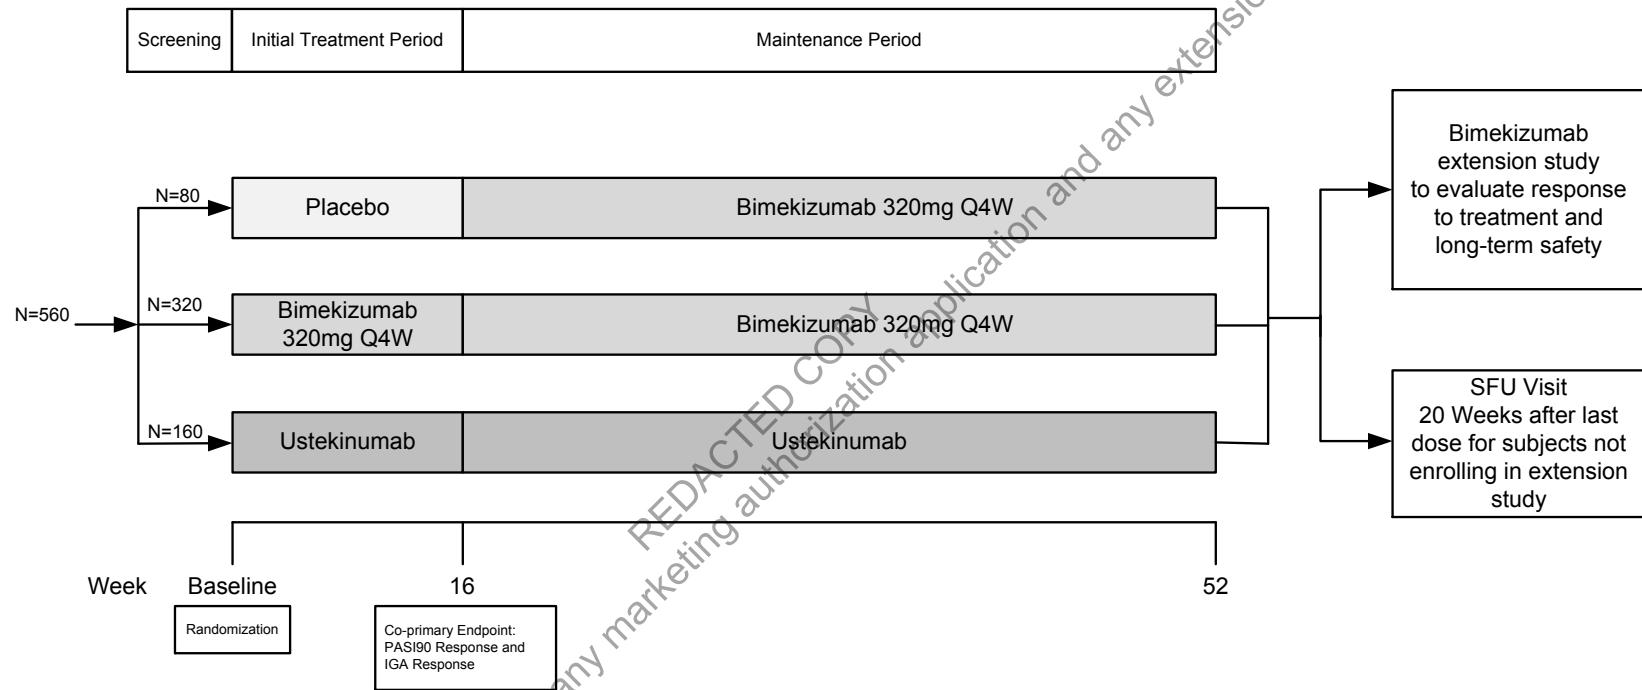 Screening
Initial Treatment Period
Maintenance Period
N=80
Placebo
Bimekizumab 320mg Q4W
N=560
N=320
Bimekizumab
320mg Q4W
Bimekizumab 320mg Q4W
N=160
Ustekinumab
Ustekinumab
Bimekizumab
extension study
to evaluate response
to treatment and
long-term safety
SFU Visit
20 Weeks after last
dose for subjects not
enrolling in extension
study
Week
Baseline
16
52
Randomization
Co-primary Endpoint:
PASI90 Response and
IGA Response
REDACTED COPY
any marketing authorization application and any